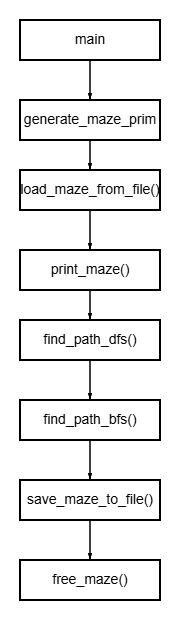 main
generate_maze_prim
load_maze_from_file()
print_maze()
find_path_dfs()
find_path_bfs()
save_maze_to_file()
free_maze()